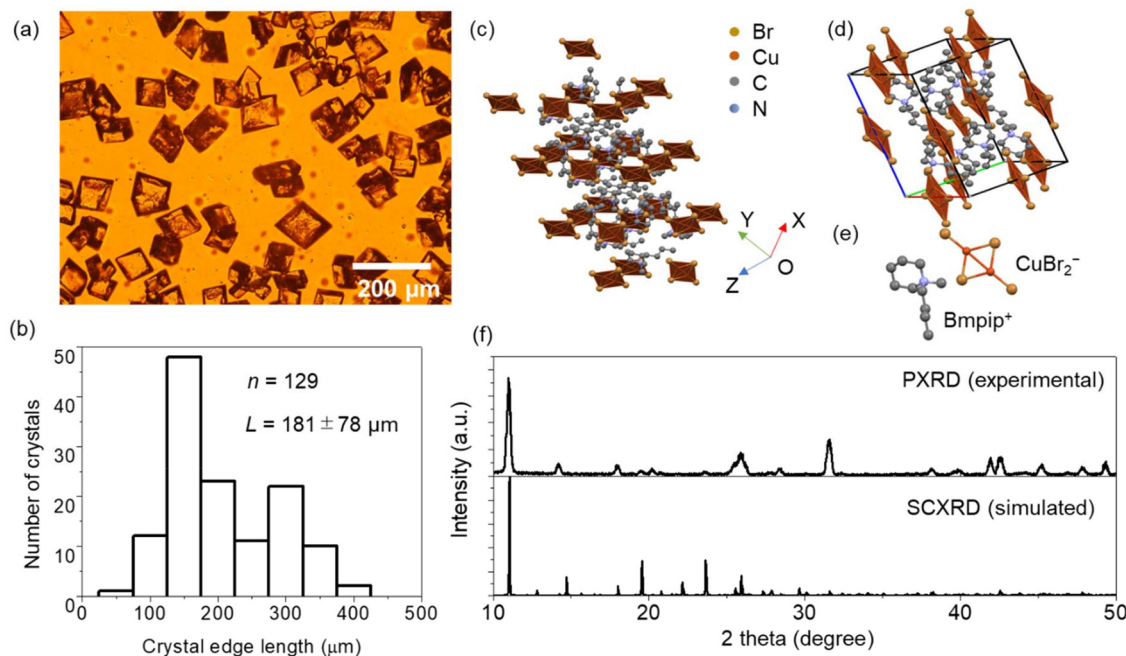 (a)
200 μm
(b)
Number of crystals
50
40
30
20
10
0
n = 129
L = 181 ± 78 μm
0 100 200 300 400 500
Crystal edge length (μm)
(c)
Br
Cu
C
N
Y
X
Z
O
(d)
(e)
CuBr₂⁻
Bmpip⁺
(f)
Intensity (a.u.)
PXRD (experimental)
SCXRD (simulated)
10 20 30 40 50
2 theta (degree)